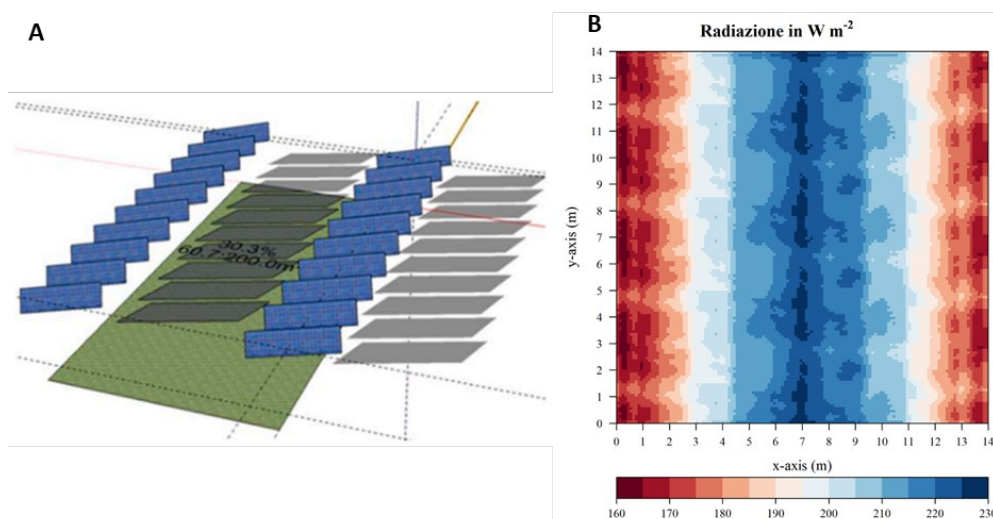 A
30.3%
60.7-200.0m
B
Radiazione in W m⁻²
y-axis (m)
14
13
12
11
10
9
8
7
6
5
4
3
2
1
0
0 1 2 3 4 5 6 7 8 9 10 11 12 13 14
x-axis (m)
160 170 180 190 200 210 220 230